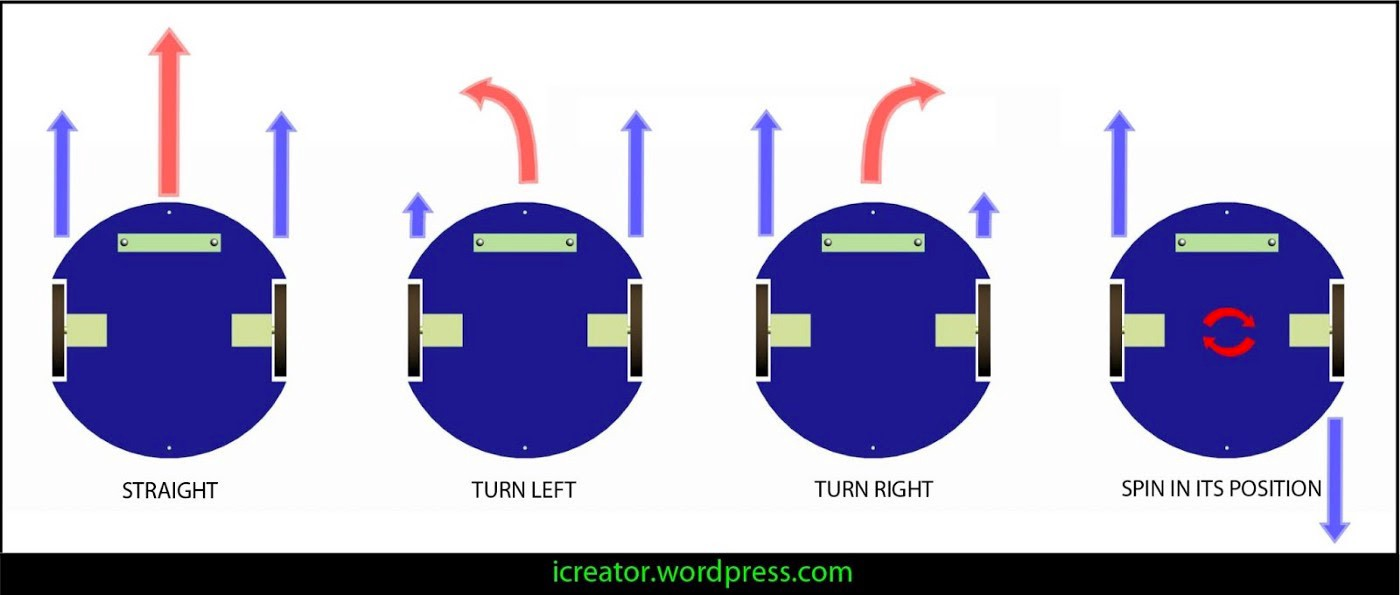 STRAIGHT
TURN LEFT
TURN RIGHT
SPIN IN ITS POSITION
icreator.wordpress.com